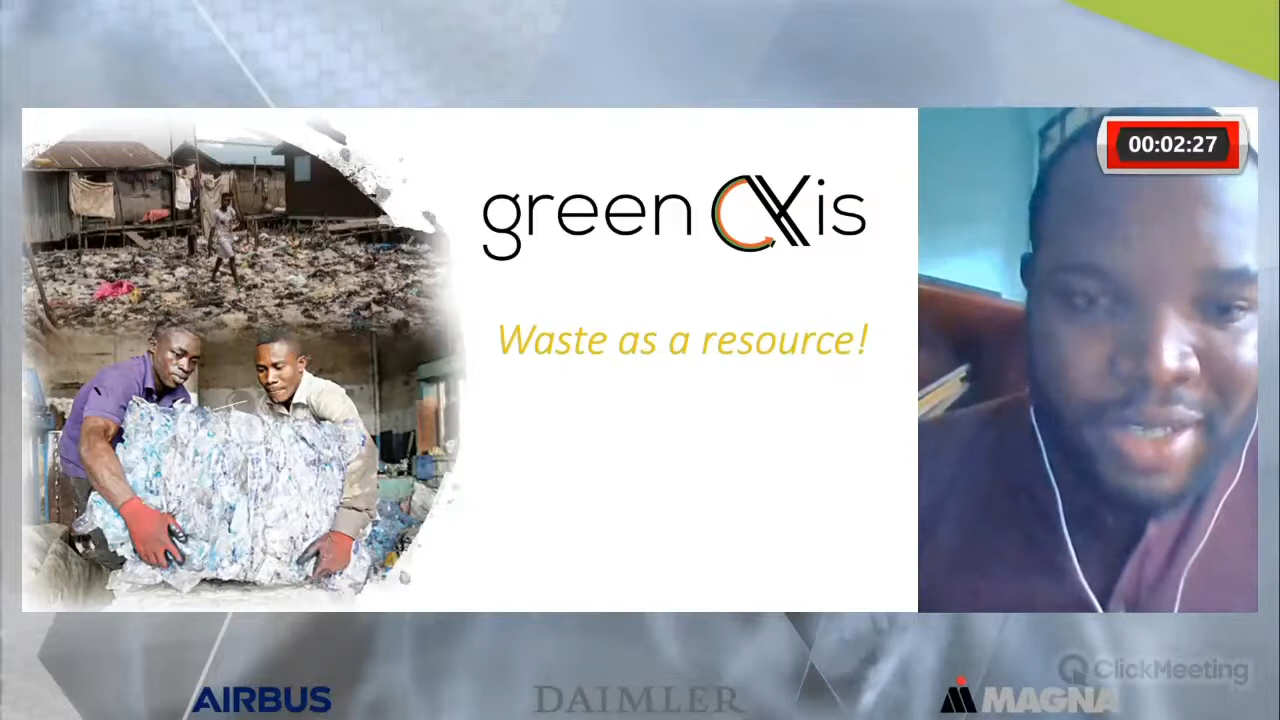 green axis
Waste as a resource!
00:02:27
ClickMeeting
AIRBUS
DAIMLER
MAGNA